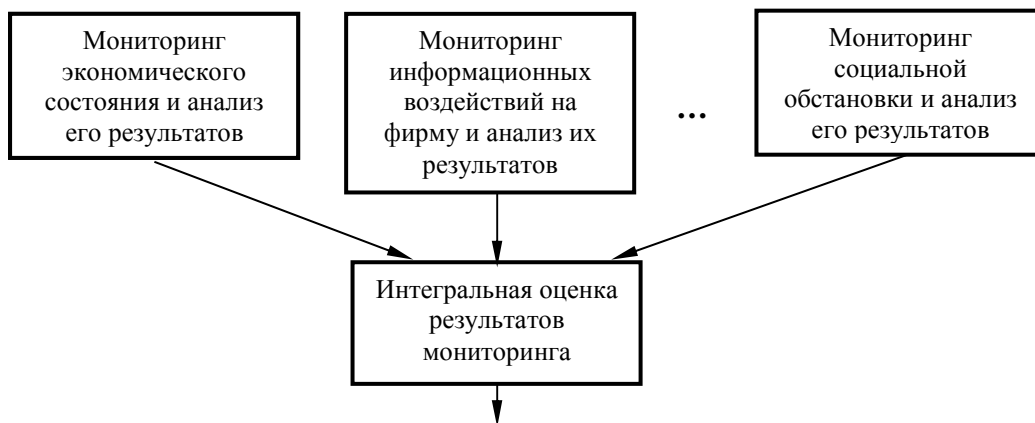 Мониторинг
экономического
состояния и анализ
его результатов
Мониторинг
информационных
воздействий на
фирму и анализ их
результатов
...
Мониторинг
социальной
обстановки и анализ
его результатов
Интегральная оценка
результатов
мониторинга